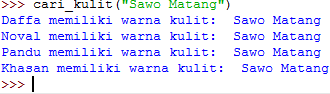 >>> cari_kulit("Sawo Matang")
Daffa memiliki warna kulit:  Sawo Matang
Noval memiliki warna kulit:  Sawo Matang
Pandu memiliki warna kulit:  Sawo Matang
Khasan memiliki warna kulit:  Sawo Matang
>>>